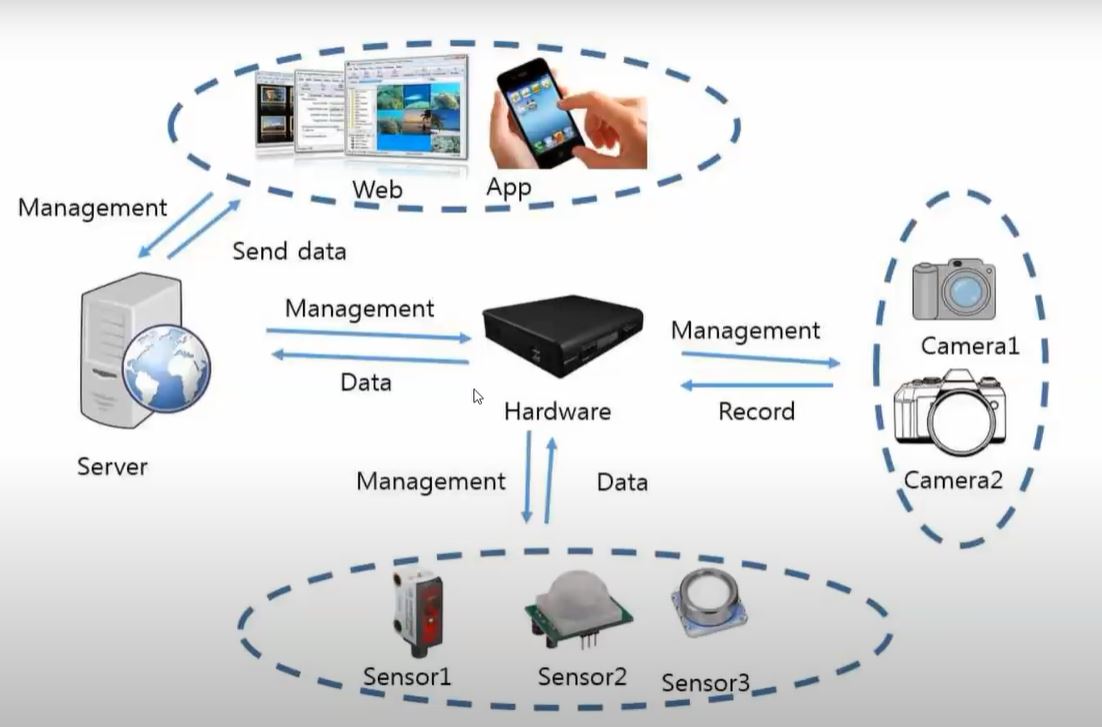 Web
App
Management
Send data
Management
Data
Server
Hardware
Management
Record
Camera1
Camera2
Management
Data
Sensor1
Sensor2
Sensor3